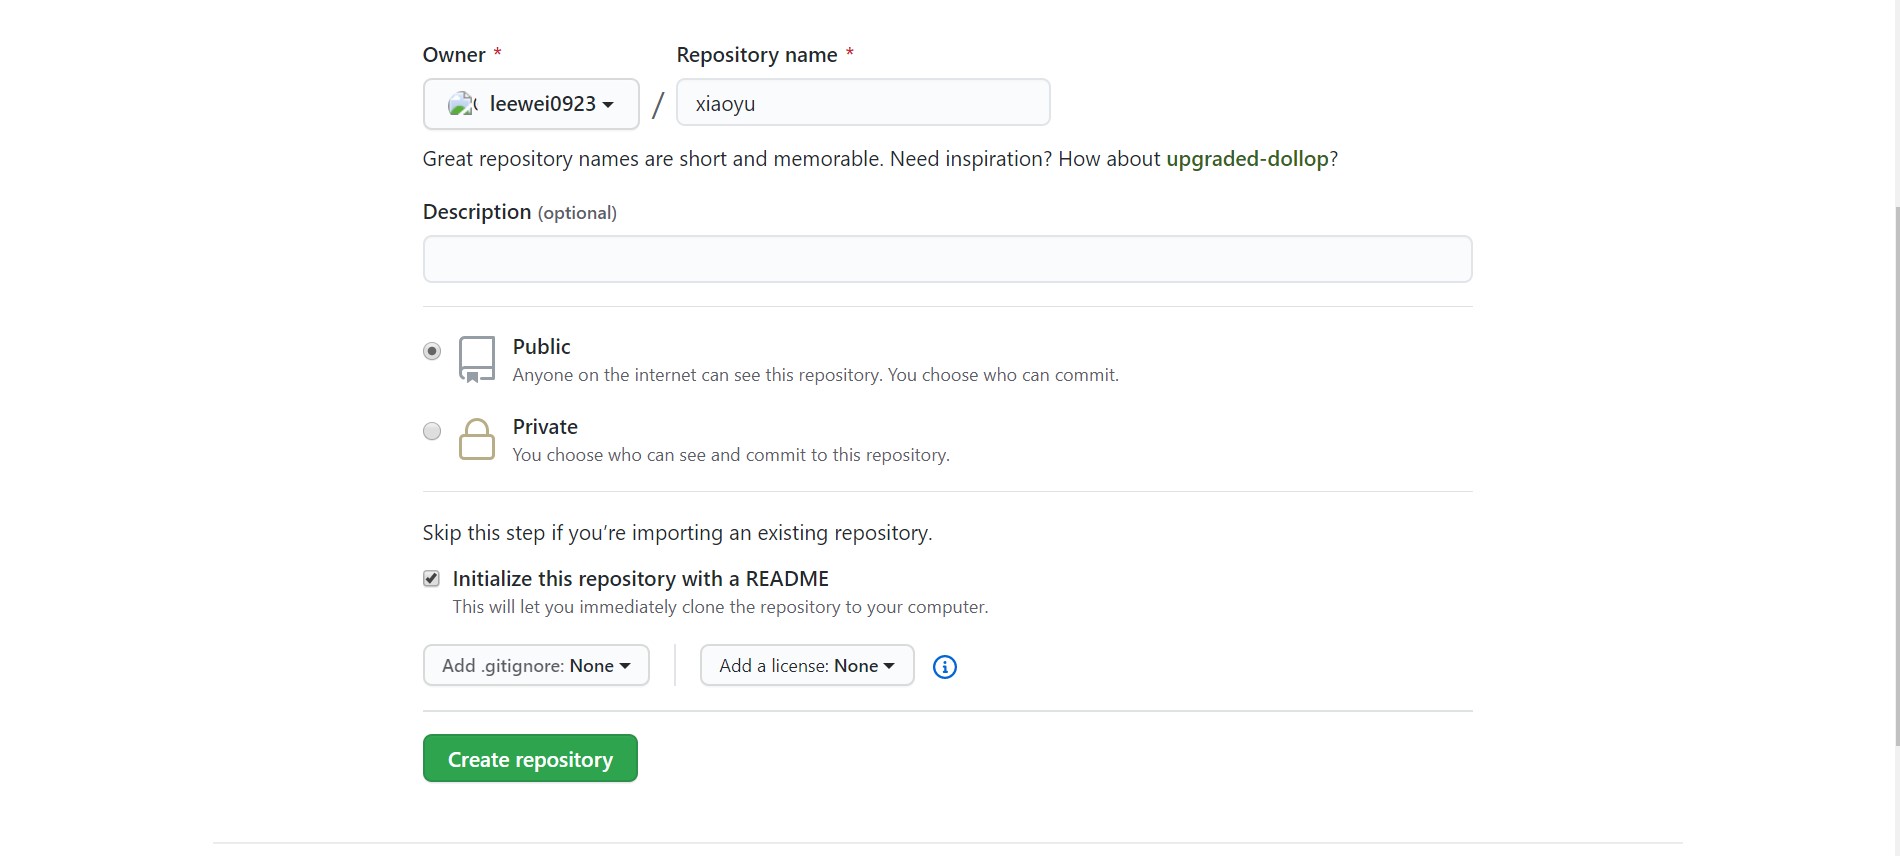 Owner * Repository name *
leewei0923 / xiaoyu
Great repository names are short and memorable. Need inspiration? How about upgraded-dollop?
Description (optional)
Public
Anyone on the internet can see this repository. You choose who can commit.
Private
You choose who can see and commit to this repository.
Skip this step if you’re importing an existing repository.
Initialize this repository with a README
This will let you immediately clone the repository to your computer.
Add .gitignore: None Add a license: None
Create repository